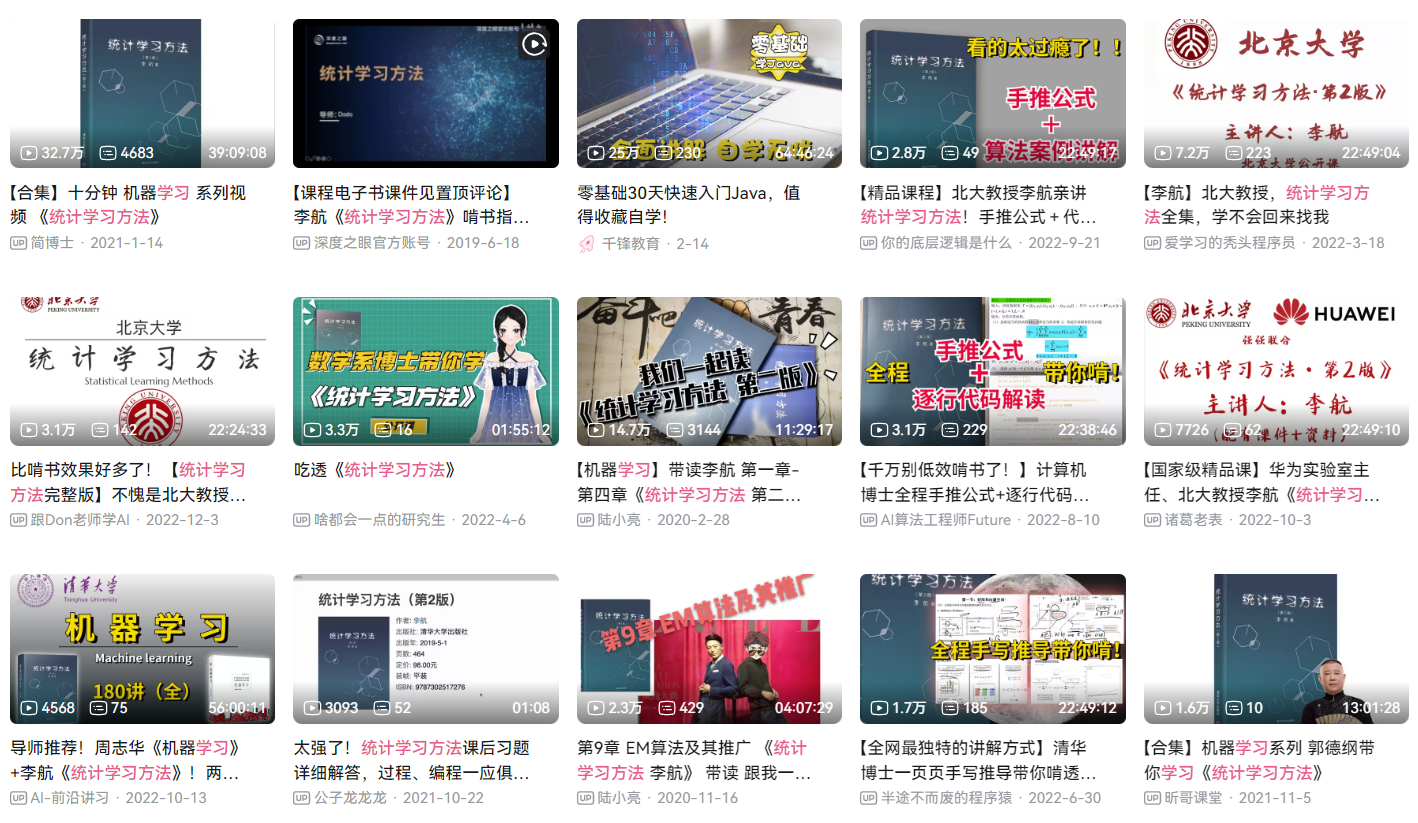 统计学习方法
32.7万 4683 39:09:08
【合集】十分钟 机器学习 系列视
频 《统计学习方法》
简博士 · 2021-1-14
深度之眼
统计学习方法
导师：Dodo
【课程电子书课件见置顶评论】
李航《统计学习方法》啃书指...
深度之眼官方账号 · 2019-6-18
零基础
学习Java
全面讲解 自学无忧
25万 230 64:46:24
零基础30天快速入门Java，值
得收藏自学！
千锋教育 · 2-14
统计学习方法
看的太过瘾了！！
手推公式
+
算法案例讲解
2.8万 49 22:49:17
【精品课程】北大教授李航亲讲
统计学习方法！手推公式＋代...
你的底层逻辑是什么 · 2022-9-21
北京大学
《统计学习方法·第2版》
主讲人：李航
北京大学公开课
7.2万 223 22:49:04
【李航】北大教授，统计学习方
法全集，学不会回来找我
爱学习的秃头程序员 · 2022-3-18
北京大学
PEKING UNIVERSITY
北京大学
统计学习方法
Statistical Learning Methods
3.1万 142 22:24:33
比啃书效果好多了！【统计学习
方法完整版】不愧是北大教授...
跟Don老师学AI · 2022-12-3
数学系博士带你学
《统计学习方法》
3.3万 16 01:55:12
吃透《统计学习方法》
啥都会一点的研究生 · 2022-4-6
奋斗吧 青春
统计学习方法
我们一起读
《统计学习方法 第二版》
14.7万 3144 11:29:17
【机器学习】带读李航 第一章-
第四章《统计学习方法 第二...
陆小亮 · 2020-2-28
统计学习方法
手推公式
全程 + 带你啃！
逐行代码解读
3.1万 229 22:38:46
【千万别低效啃书了！】计算机
博士全程手推公式+逐行代码...
AI算法工程师Future · 2022-8-10
北京大学 HUAWEI
PEKING UNIVERSITY
强强联合
《统计学习方法·第2版》
主讲人：李航
（配有课件＋资料）
7726 62 22:49:10
【国家级精品课】华为实验室主
任、北大教授李航《统计学习...
诸葛老表 · 2022-10-3
清华大学
Tsinghua University
机器学习
Machine learning
180讲（全）
4568 75 56:00:11
导师推荐！周志华《机器学习》
+李航《统计学习方法》！两...
AI-前沿讲习 · 2022-10-13
统计学习方法（第2版）
作者: 李航
出版社: 清华大学出版社
出版年: 2019-5-1
页数: 464
定价: 98.00元
装帧: 平装
ISBN: 9787302517276
3093 52 01:08
太强了！统计学习方法课后习题
详细解答，过程、编程一应俱...
公子龙龙龙 · 2021-10-22
统计学习方法
第9章 EM算法及其推广
2.3万 429 04:07:29
第9章 EM算法及其推广 《统计
学习方法 李航》 带读 跟我一...
陆小亮 · 2020-11-16
统计学习方法
全程手写推导带你啃！
1.7万 185 22:49:12
【全网最独特的讲解方式】清华
博士一页页手写推导带你啃透...
半途不而废的程序猿 · 2022-6-30
统计学习方法
1.6万 10 13:01:28
【合集】机器学习系列 郭德纲带
你学习《统计学习方法》
昕哥课堂 · 2021-11-5